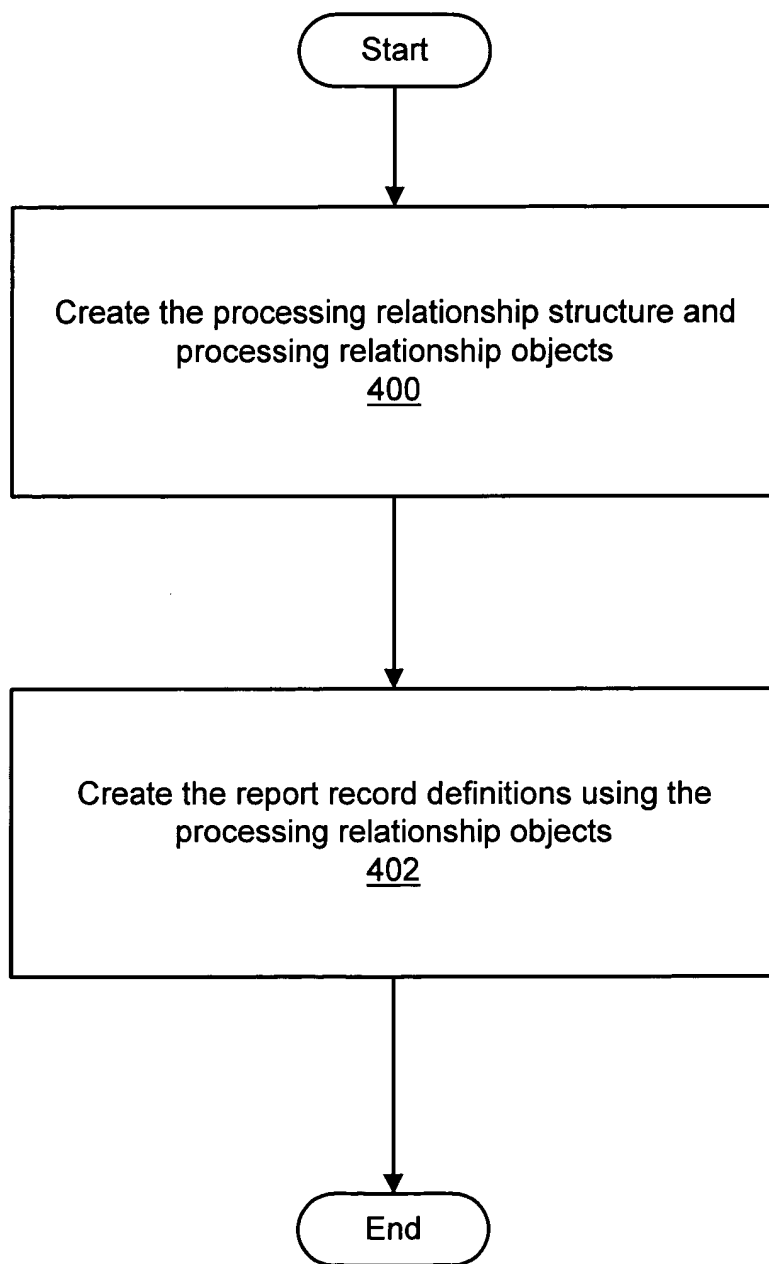 Start
Create the processing relationship structure and
processing relationship objects
400
Create the report record definitions using the
processing relationship objects
402
End